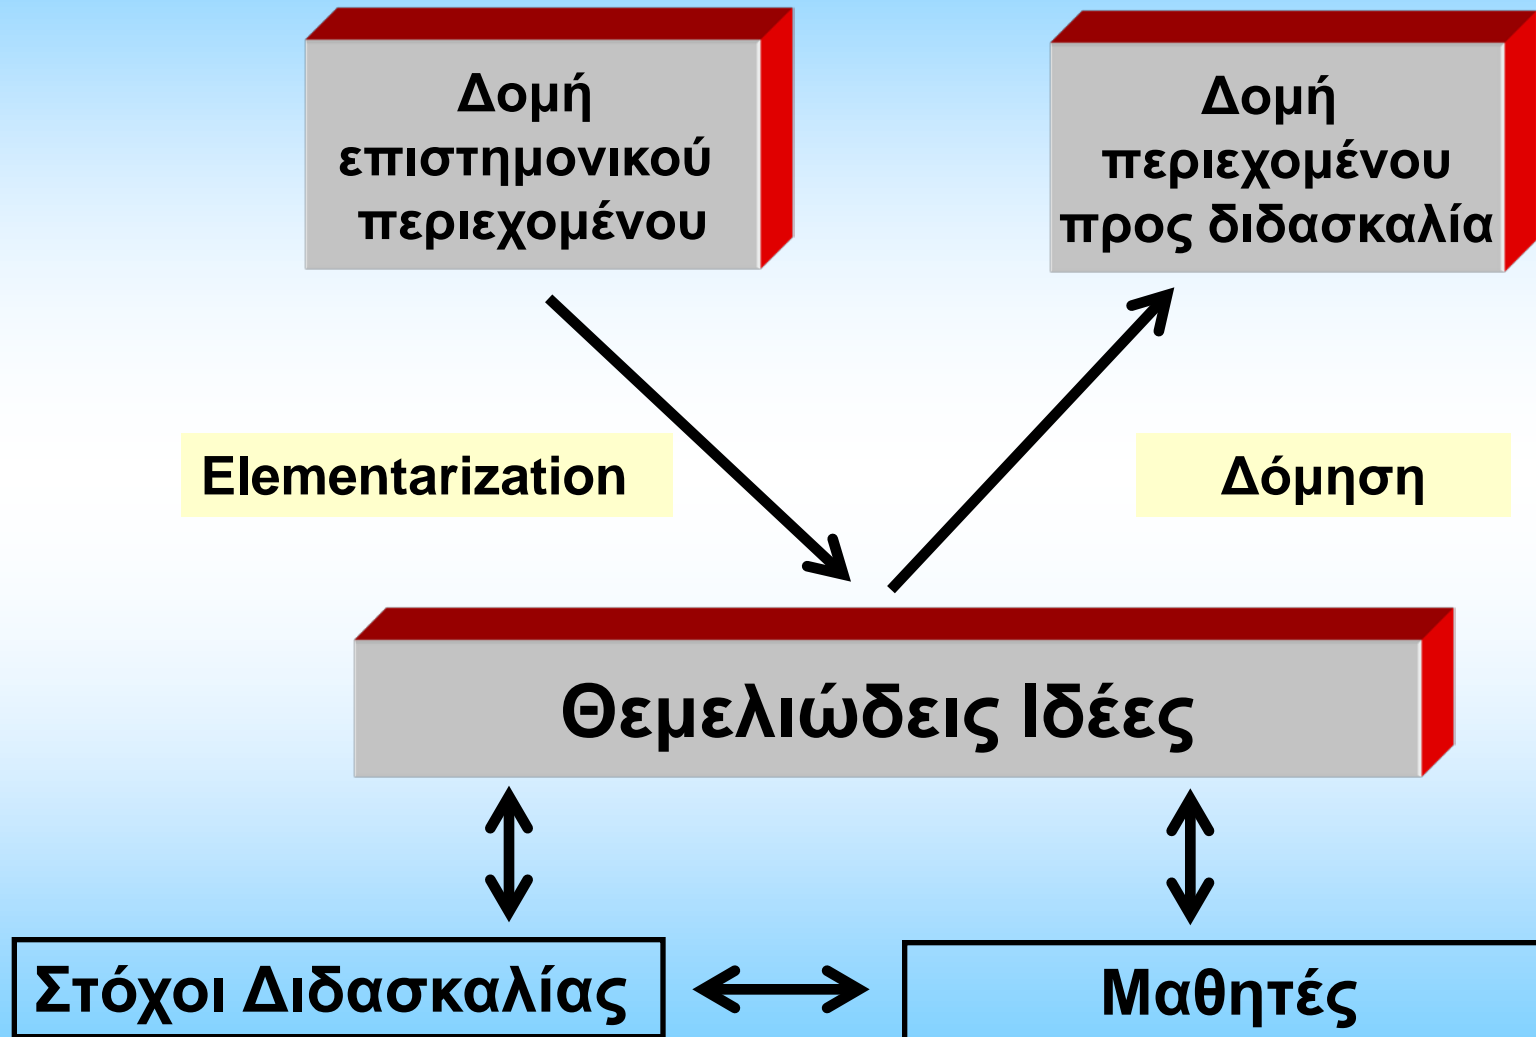 Δομή
επιστημονικού
περιεχομένου
Δομή
περιεχομένου
προς διδασκαλία
Elementarization
Δόμηση
Θεμελιώδεις Ιδέες
Στόχοι Διδασκαλίας
Μαθητές